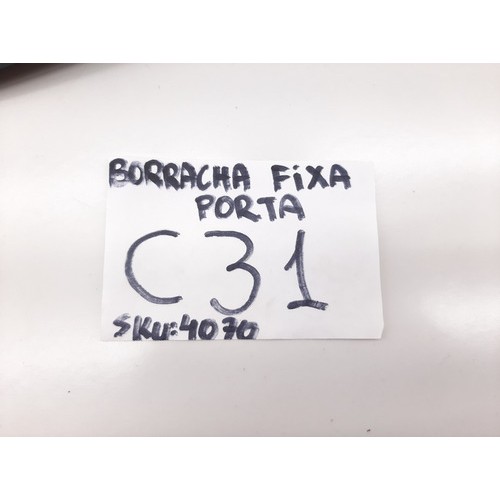 BORRACHA FiXA
PORTA
C31
SKU:4070